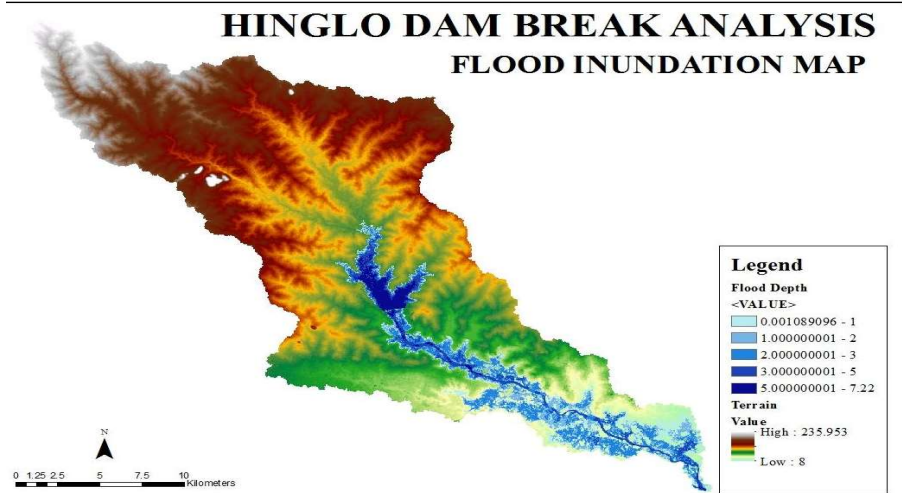 HINGLO DAM BREAK ANALYSIS
FLOOD INUNDATION MAP
Legend
Flood Depth
<VALUE>
0.001089096 - 1
1.000000001 - 2
2.000000001 - 3
3.000000001 - 5
5.000000001 - 7.22
Terrain
Value
High : 235.953
Low : 8
N
0 1.25 2.5 5 7.5 10
Kilometers